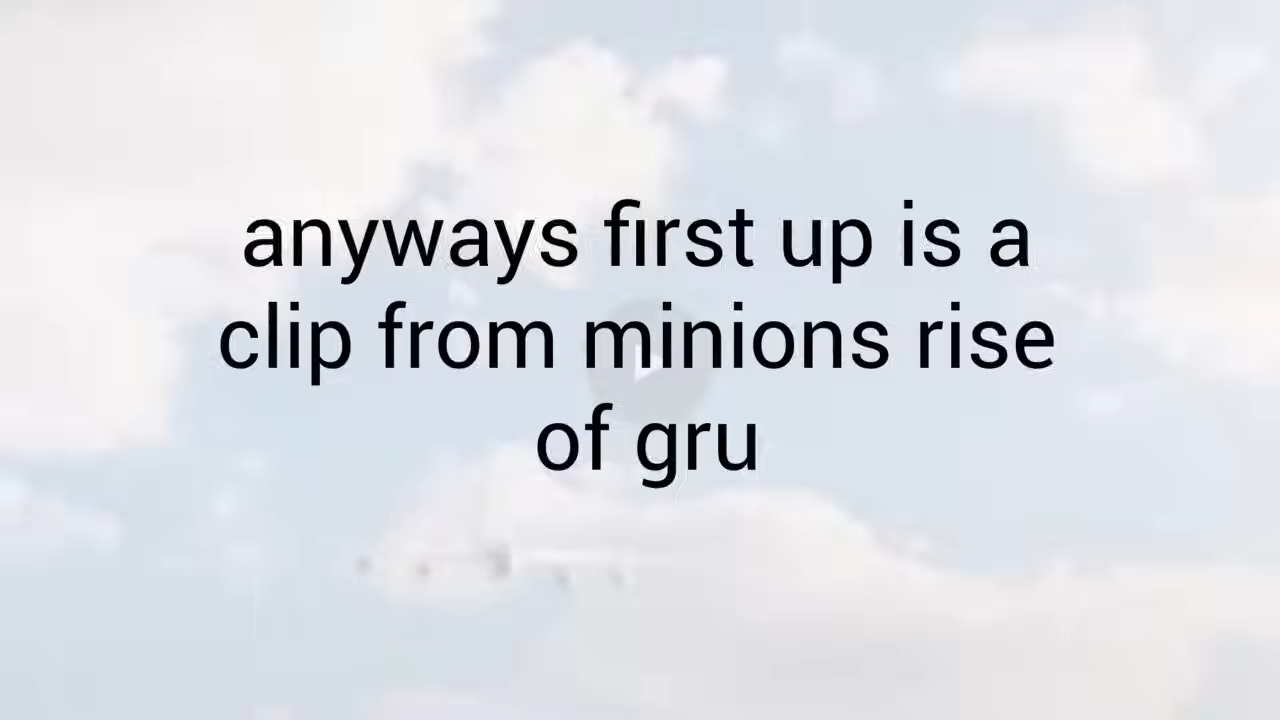 anyways first up is a
clip from minions rise
of gru